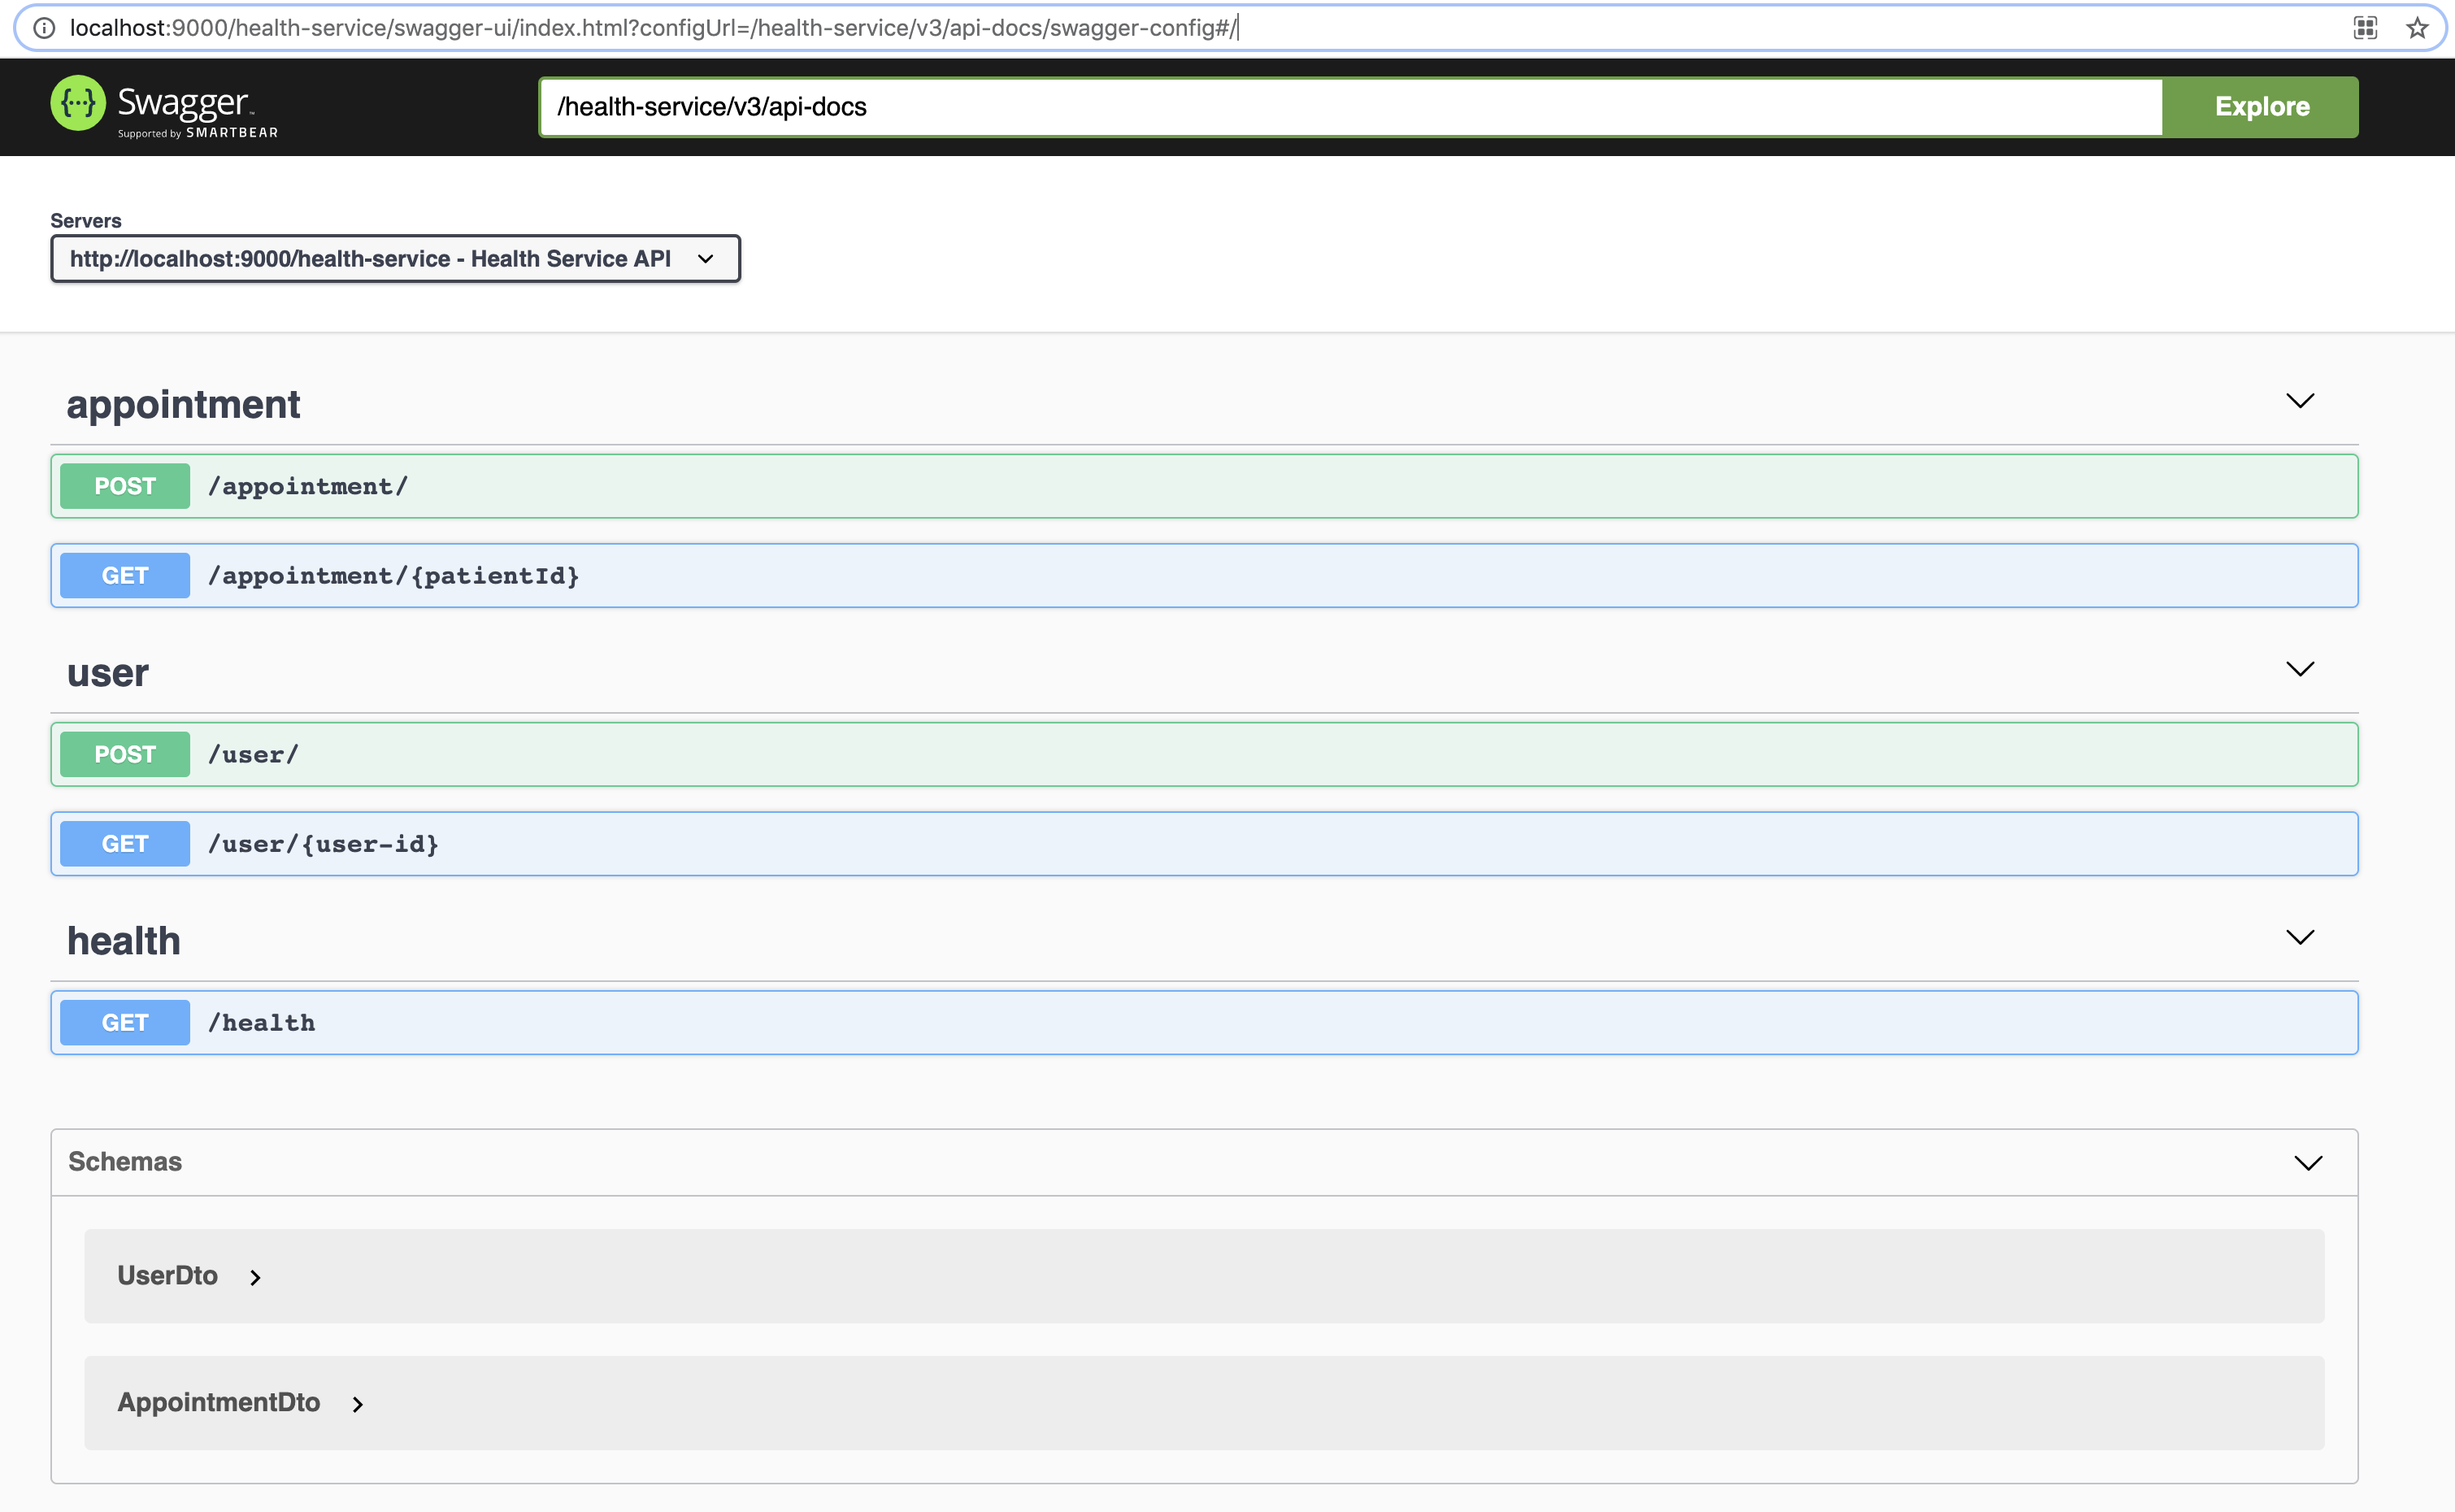 localhost:9000/health-service/swagger-ui/index.html?configUrl=/health-service/v3/api-docs/swagger-config#/
{···} Swagger™
Supported by SMARTBEAR
/health-service/v3/api-docs
Explore
Servers
http://localhost:9000/health-service - Health Service API
appointment
POST /appointment/
GET /appointment/{patientId}
user
POST /user/
GET /user/{user-id}
health
GET /health
Schemas
UserDto
AppointmentDto